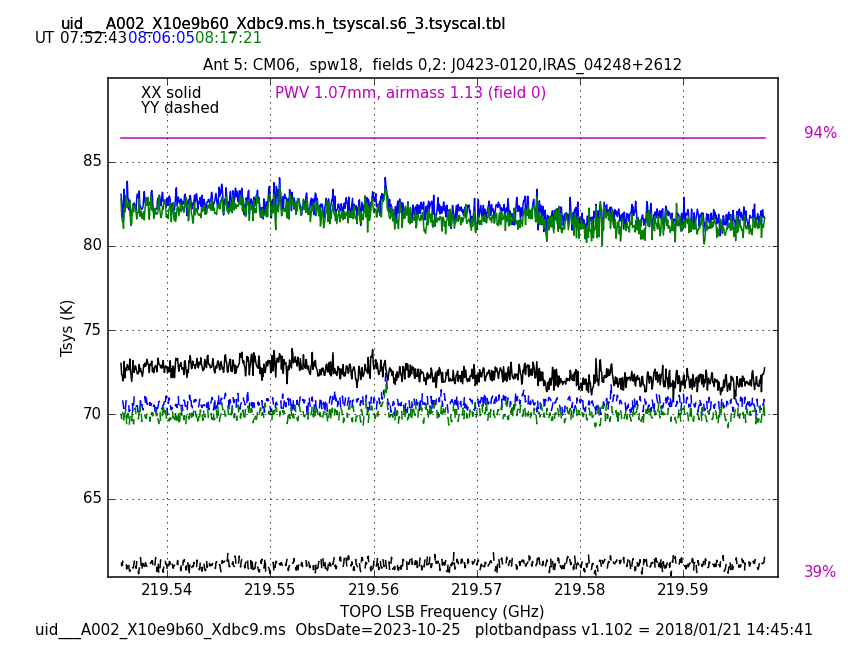 uid___A002_X10e9b60_Xdbc9.ms.h_tsyscal.s6_3.tsyscal.tbl
UT 07:52:43 08:06:05 08:17:21
Ant 5: CM06,  spw18,  fields 0,2: J0423-0120,IRAS_04248+2612
XX solid
PWV 1.07mm, airmass 1.13 (field 0)
YY dashed
94%
85
80
75
70
65
Tsys (K)
39%
219.54 219.55 219.56 219.57 219.58 219.59
TOPO LSB Frequency (GHz)
uid___A002_X10e9b60_Xdbc9.ms  ObsDate=2023-10-25   plotbandpass v1.102 = 2018/01/21 14:45:41